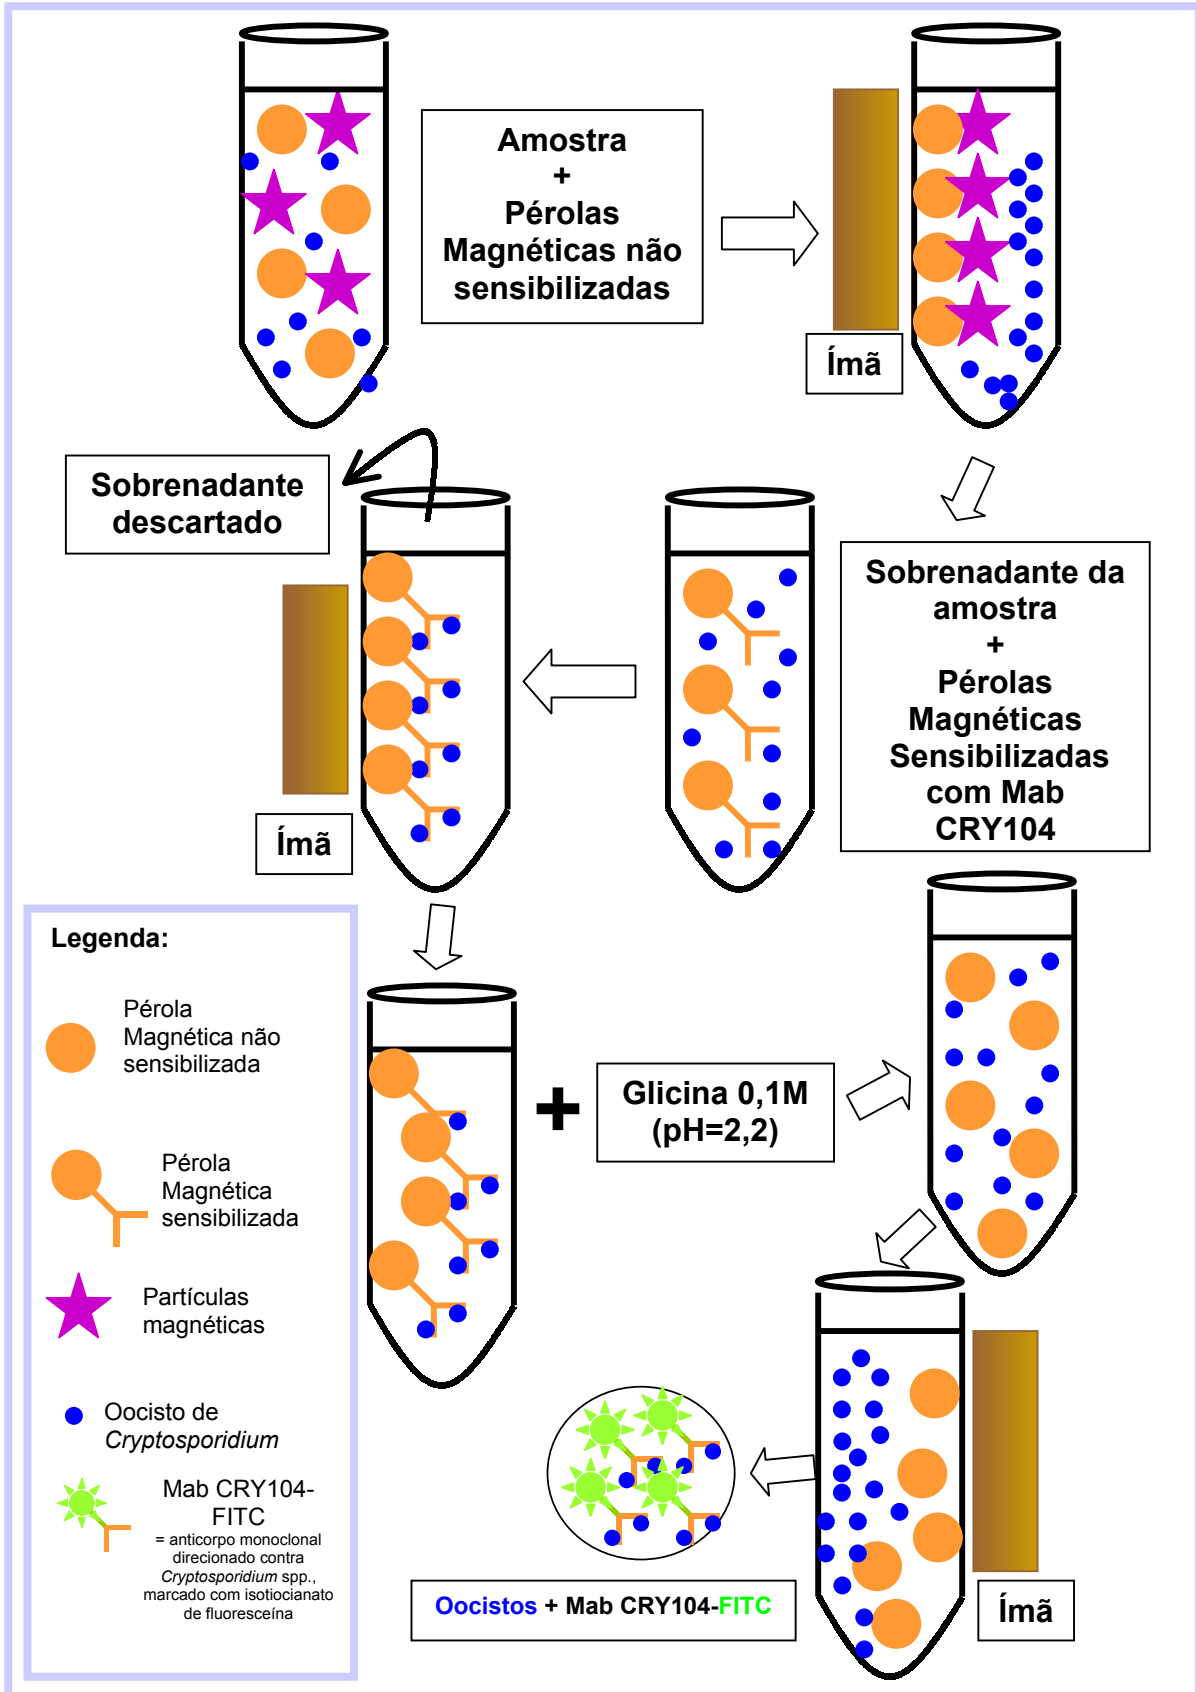 Amostra
+
Pérolas
Magnéticas não
sensibilizadas
Ímã
Sobrenadante da
amostra
+
Pérolas
Magnéticas
Sensibilizadas
com Mab
CRY104
Sobrenadante
descartado
Ímã
+
Glicina 0,1M
(pH=2,2)
Ímã
Oocistos + Mab CRY104-FITC
Legenda:
Pérola
Magnética não
sensibilizada
Pérola
Magnética
sensibilizada
Partículas
magnéticas
Oocisto de
Cryptosporidium
Mab CRY104-
FITC
= anticorpo monoclonal
direcionado contra
Cryptosporidium spp.,
marcado com isotiocianato
de fluoresceína